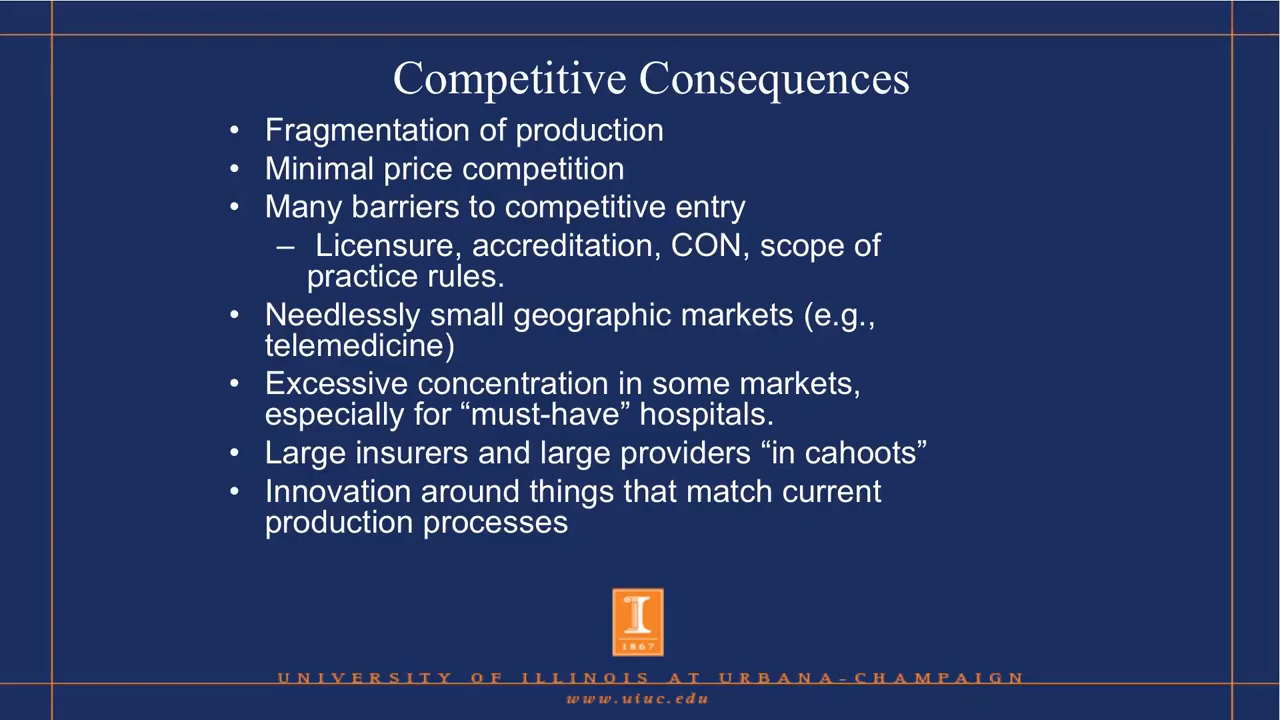 Competitive Consequences
• Fragmentation of production
• Minimal price competition
• Many barriers to competitive entry
– Licensure, accreditation, CON, scope of
practice rules.
• Needlessly small geographic markets (e.g.,
telemedicine)
• Excessive concentration in some markets,
especially for “must-have” hospitals.
• Large insurers and large providers “in cahoots”
• Innovation around things that match current
production processes
I
1867
UNIVERSITY OF ILLINOIS AT URBANA-CHAMPAIGN
www.uiuc.edu